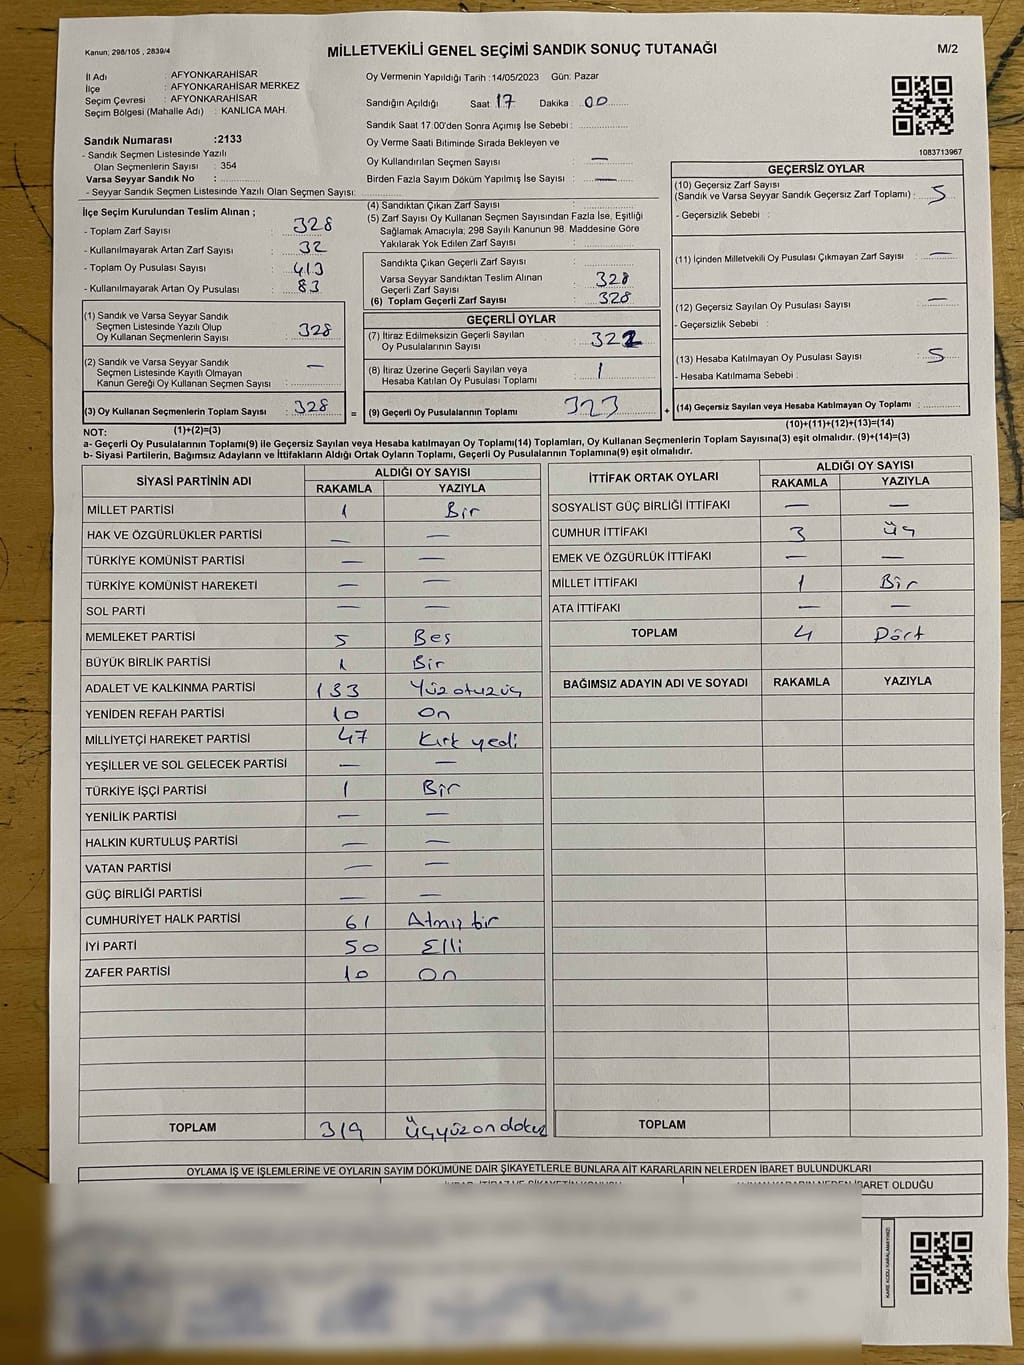 Kanun; 298/105 , 2839/4
MİLLETVEKİLİ GENEL SEÇİMİ SANDIK SONUÇ TUTANAĞI
M/2
İl Adı : AFYONKARAHİSAR
İlçe : AFYONKARAHİSAR MERKEZ
Seçim Çevresi : AFYONKARAHİSAR
Seçim Bölgesi (Mahalle Adı) : KANLICA MAH.
Sandık Numarası :2133
- Sandık Seçmen Listesinde Yazılı
Olan Seçmenlerin Sayısı : 354
Varsa Seyyar Sandık No :
- Seyyar Sandık Seçmen Listesinde Yazılı Olan Seçmen Sayısı:
Oy Vermenin Yapıldığı Tarih :14/05/2023 Gün: Pazar
Sandığın Açıldığı Saat: 17 Dakika : 00
Sandık Saat 17:00'den Sonra Açımış İse Sebebi :
Oy Verme Saati Bitiminde Sırada Bekleyen ve
Oy Kullandırılan Seçmen Sayısı : —
Birden Fazla Sayım Döküm Yapılmış İse Sayısı : —
1083713967
İlçe Seçim Kurulundan Teslim Alınan ;
- Toplam Zarf Sayısı : 328
- Kullanılmayarak Artan Zarf Sayısı : 32
- Toplam Oy Pusulası Sayısı : 413
- Kullanılmayarak Artan Oy Pusulası : 83
(4) Sandıktan Çıkan Zarf Sayısı :
(5) Zarf Sayısı Oy Kullanan Seçmen Sayısından Fazla İse, Eşitliği
Sağlamak Amacıyla; 298 Sayılı Kanunun 98. Maddesine Göre
Yakılarak Yok Edilen Zarf Sayısı :
Sandıkta Çıkan Geçerli Zarf Sayısı :
Varsa Seyyar Sandıktan Teslim Alınan
Geçerli Zarf Sayısı : 328
(6) Toplam Geçerli Zarf Sayısı : 328
GEÇERSİZ OYLAR
(10) Geçersiz Zarf Sayısı
(Sandık ve Varsa Seyyar Sandık Geçersiz Zarf Toplamı) : 5
- Geçersizlik Sebebi :
(11) İçinden Milletvekili Oy Pusulası Çıkmayan Zarf Sayısı : —
(12) Geçersiz Sayılan Oy Pusulası Sayısı : —
- Geçersizlik Sebebi :
(13) Hesaba Katılmayan Oy Pusulası Sayısı : 5
- Hesaba Katılmama Sebebi :
(14) Geçersiz Sayılan veya Hesaba Katılmayan Oy Toplamı :
(10)+(11)+(12)+(13)=(14)
(1) Sandık ve Varsa Seyyar Sandık
Seçmen Listesinde Yazılı Olup
Oy Kullanan Seçmenlerin Sayısı : 328
(2) Sandık ve Varsa Seyyar Sandık
Seçmen Listesinde Kayıtlı Olmayan
Kanun Gereği Oy Kullanan Seçmen Sayısı : —
(3) Oy Kullanan Seçmenlerin Toplam Sayısı : 328 =
(1)+(2)=(3)
GEÇERLİ OYLAR
(7) İtiraz Edilmeksizin Geçerli Sayılan
Oy Pusulalarının Sayısı : 322
(8) İtiraz Üzerine Geçerli Sayılan veya
Hesaba Katılan Oy Pusulası Toplamı : 1
(9) Geçerli Oy Pusulalarının Toplamı : 323 +
NOT:
a- Geçerli Oy Pusulalarının Toplamı(9) ile Geçersiz Sayılan veya Hesaba katılmayan Oy Toplamı(14) Toplamları, Oy Kullanan Seçmenlerin Toplam Sayısına(3) eşit olmalıdır. (9)+(14)=(3)
b- Siyasi Partilerin, Bağımsız Adayların ve İttifakların Aldığı Ortak Oyların Toplamı, Geçerli Oy Pusulalarının Toplamına(9) eşit olmalıdır.
SİYASİ PARTİNİN ADI ALDIĞI OY SAYISI
RAKAMLA YAZIYLA
MİLLET PARTİSİ 1 Bir
HAK VE ÖZGÜRLÜKLER PARTİSİ — —
TÜRKİYE KOMÜNİST PARTİSİ — —
TÜRKİYE KOMÜNİST HAREKETİ — —
SOL PARTİ — —
MEMLEKET PARTİSİ 5 Beş
BÜYÜK BİRLİK PARTİSİ 1 Bir
ADALET VE KALKINMA PARTİSİ 133 Yüzotuzüç
YENİDEN REFAH PARTİSİ 10 On
MİLLİYETÇİ HAREKET PARTİSİ 47 Kırk yedi
YEŞİLLER VE SOL GELECEK PARTİSİ — —
TÜRKİYE İŞÇİ PARTİSİ 1 Bir
YENİLİK PARTİSİ — —
HALKIN KURTULUŞ PARTİSİ — —
VATAN PARTİSİ — —
GÜÇ BİRLİĞİ PARTİSİ — —
CUMHURİYET HALK PARTİSİ 61 Atmış bir
İYİ PARTİ 50 Elli
ZAFER PARTİSİ 10 On
TOPLAM 319 Üçyüzondokuz
İTTİFAK ORTAK OYLARI ALDIĞI OY SAYISI
RAKAMLA YAZIYLA
SOSYALİST GÜÇ BİRLİĞİ İTTİFAKI — —
CUMHUR İTTİFAKI 3 Üç
EMEK VE ÖZGÜRLÜK İTTİFAKI — —
MİLLET İTTİFAKI 1 Bir
ATA İTTİFAKI — —
TOPLAM 4 Dört
BAĞIMSIZ ADAYIN ADI VE SOYADI RAKAMLA YAZIYLA
TOPLAM
OYLAMA İŞ VE İŞLEMLERİNE VE OYLARIN SAYIM DÖKÜMÜNE DAİR ŞİKAYETLERLE BUNLARA AİT KARARLARIN NELERDEN İBARET BULUNDUKLARI
İBARET OLDUĞU
KARE KODU KARALAMAYINIZ!